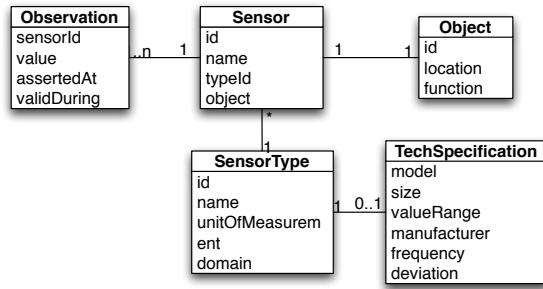 Observation
sensorId
value
assertedAt
validDuring
..n
1
Sensor
id
name
typeId
object
1
1
Object
id
location
function
*
1
SensorType
id
name
unitOfMeasurem
ent
domain
1
0..1
TechSpecification
model
size
valueRange
manufacturer
frequency
deviation